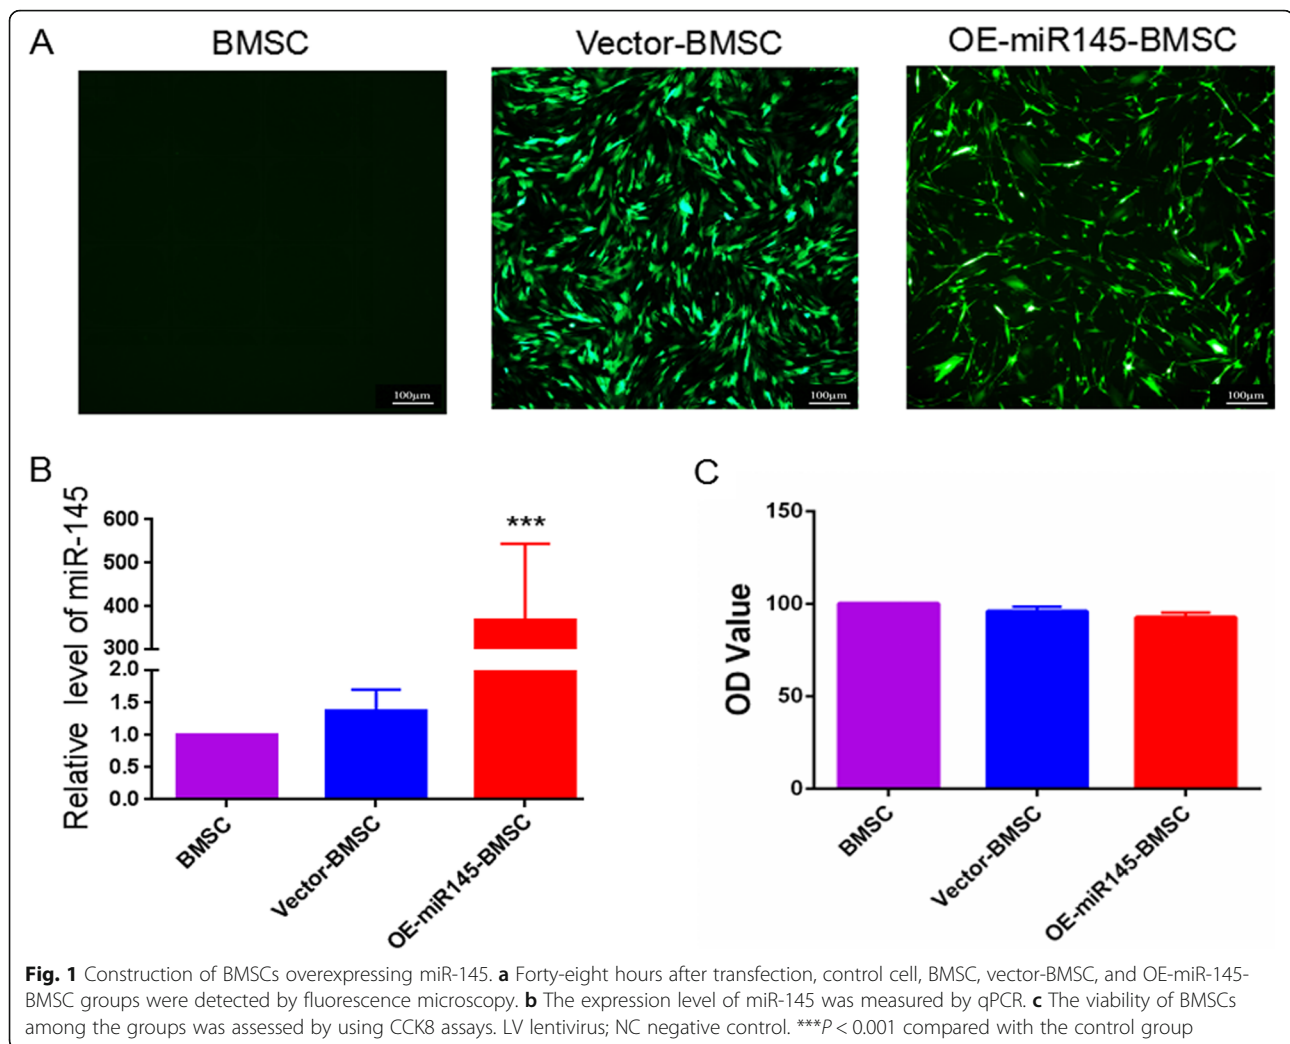 A
BMSC
Vector-BMSC
OE-miR145-BMSC
100µm
100µm
100µm
B
Relative level of miR-145
600
500
400
300
2.0
1.5
1.0
0.5
0.0
***
BMSC
Vector-BMSC
OE-miR145-BMSC
C
OD Value
150
100
50
0
BMSC
Vector-BMSC
OE-miR145-BMSC
Fig. 1 Construction of BMSCs overexpressing miR-145. a Forty-eight hours after transfection, control cell, BMSC, vector-BMSC, and OE-miR-145-
BMSC groups were detected by fluorescence microscopy. b The expression level of miR-145 was measured by qPCR. c The viability of BMSCs
among the groups was assessed by using CCK8 assays. LV lentivirus; NC negative control. ***P < 0.001 compared with the control group